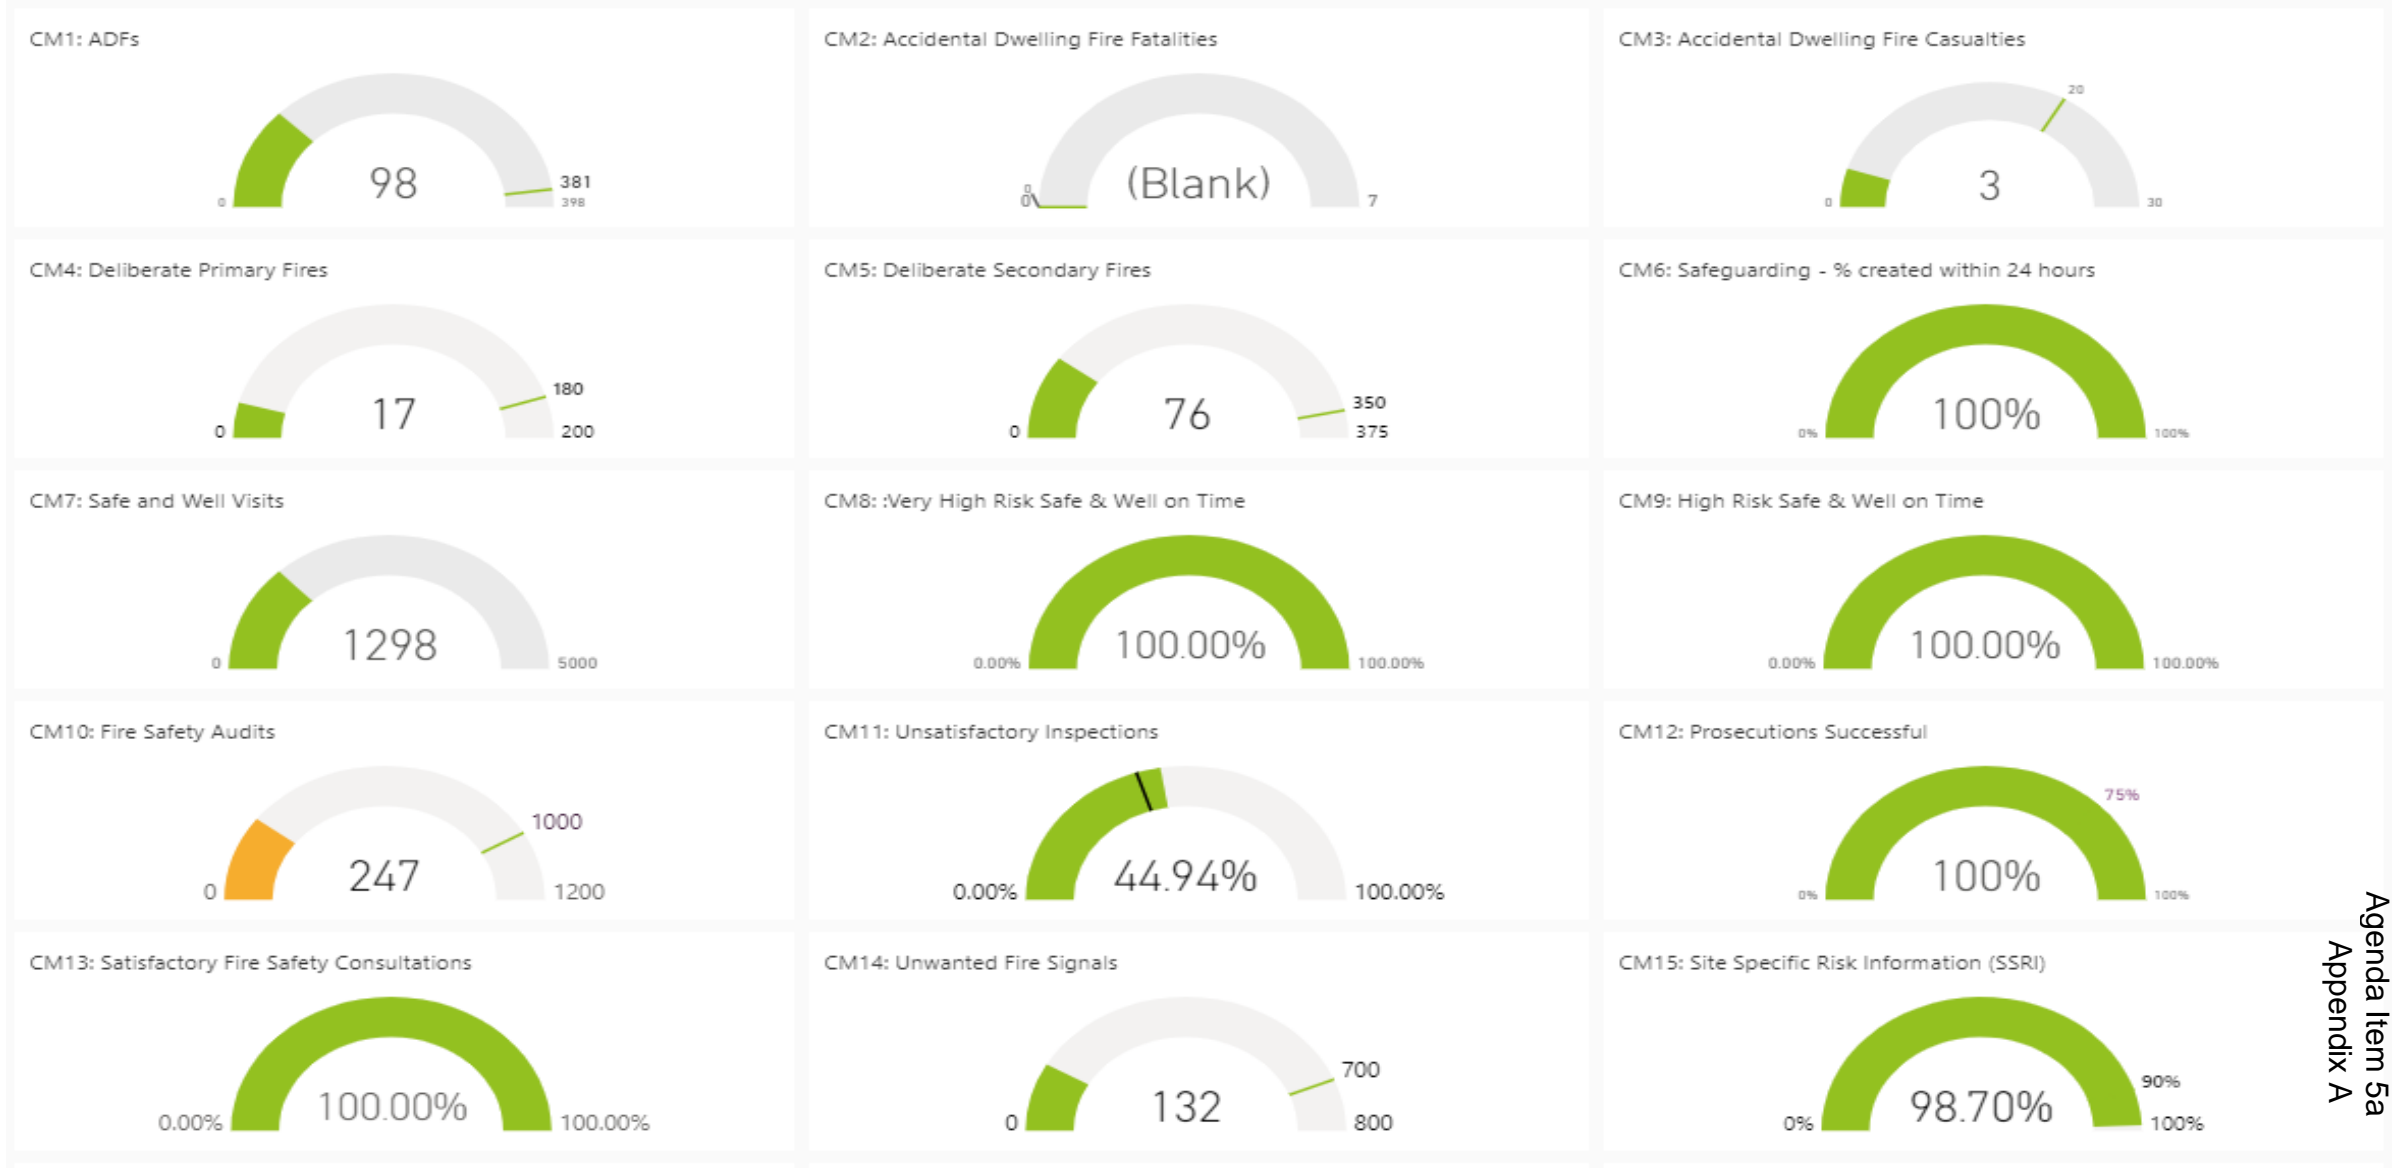 CM1: ADFs
98
0
381
398
CM2: Accidental Dwelling Fire Fatalities
(Blank)
0
0
7
CM3: Accidental Dwelling Fire Casualties
20
3
0
30
CM4: Deliberate Primary Fires
180
17
0
200
CM5: Deliberate Secondary Fires
350
76
0
375
CM6: Safeguarding - % created within 24 hours
100%
0%
100%
CM7: Safe and Well Visits
1298
0
5000
CM8: :Very High Risk Safe & Well on Time
100.00%
0.00%
100.00%
CM9: High Risk Safe & Well on Time
100.00%
0.00%
100.00%
CM10: Fire Safety Audits
1000
247
0
1200
CM11: Unsatisfactory Inspections
44.94%
0.00%
100.00%
CM12: Prosecutions Successful
75%
100%
0%
100%
CM13: Satisfactory Fire Safety Consultations
100.00%
0.00%
100.00%
CM14: Unwanted Fire Signals
700
132
0
800
CM15: Site Specific Risk Information (SSRI)
90%
98.70%
0%
100%
Agenda Item 5a
Appendix A